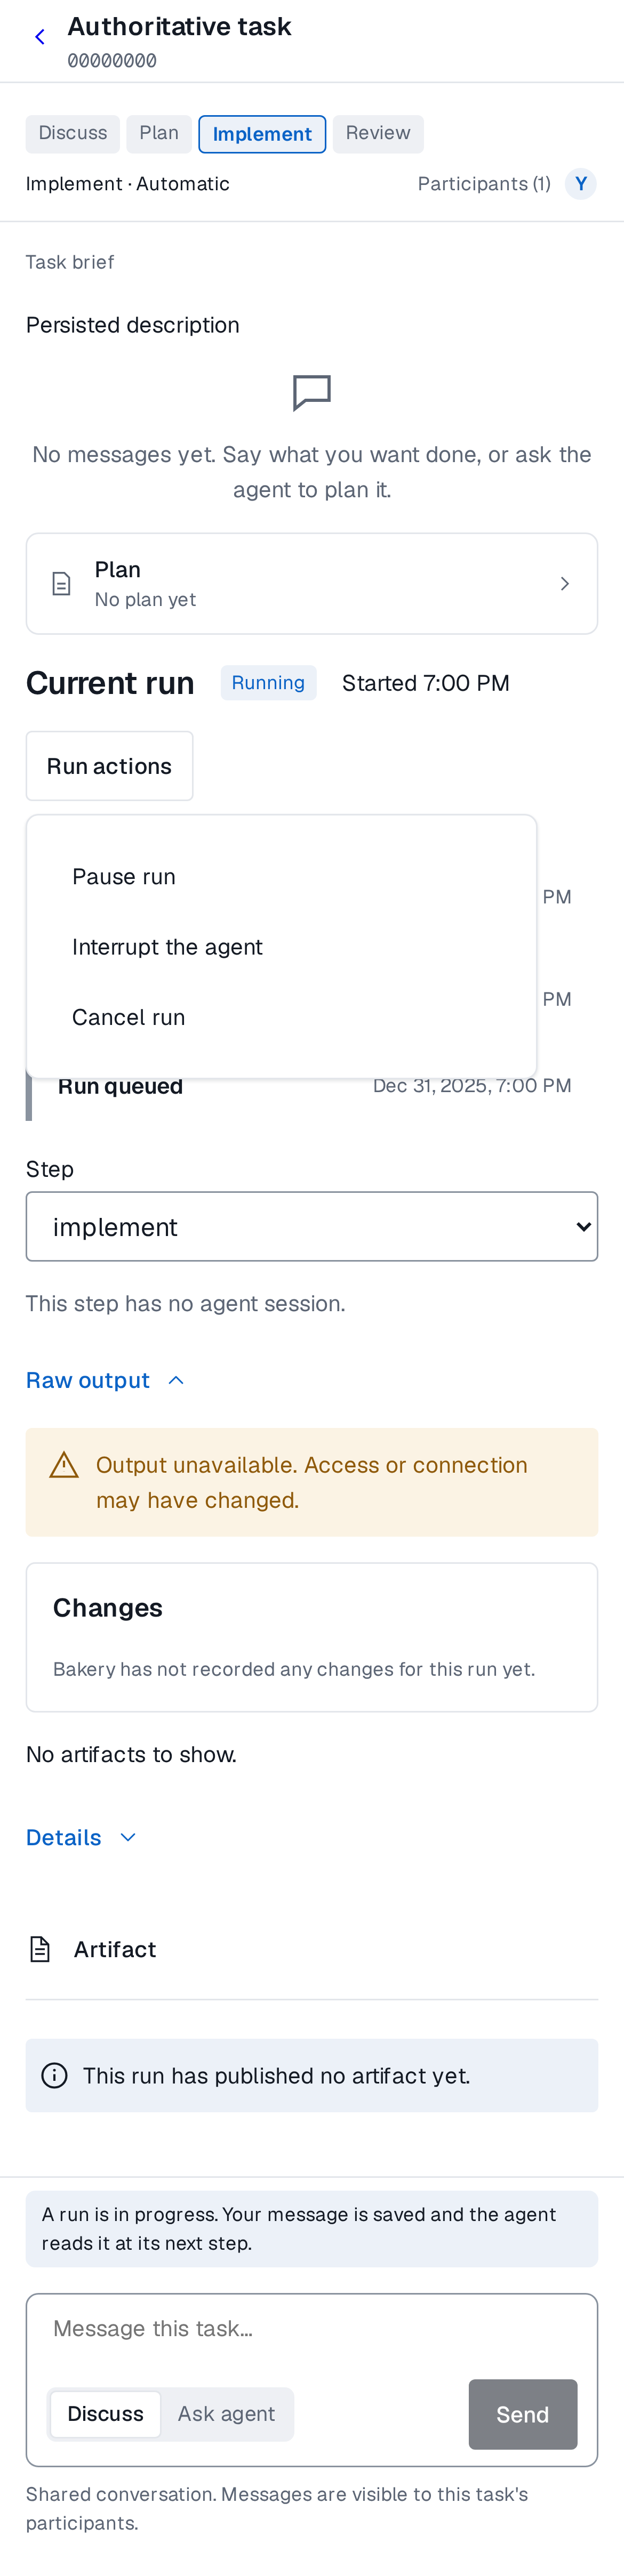 Authoritative task
00000000
Discuss Plan Implement Review
Implement · Automatic Participants (1) Y
Task brief
Persisted description
No messages yet. Say what you want done, or ask the
agent to plan it.
Plan
No plan yet
Current run Running Started 7:00 PM
Run actions
Pause run
PM
Interrupt the agent
PM
Cancel run
Run queued Dec 31, 2025, 7:00 PM
Step
implement
This step has no agent session.
Raw output
Output unavailable. Access or connection
may have changed.
Changes
Bakery has not recorded any changes for this run yet.
No artifacts to show.
Details
Artifact
This run has published no artifact yet.
A run is in progress. Your message is saved and the agent
reads it at its next step.
Message this task...
Discuss Ask agent Send
Shared conversation. Messages are visible to this task's
participants.